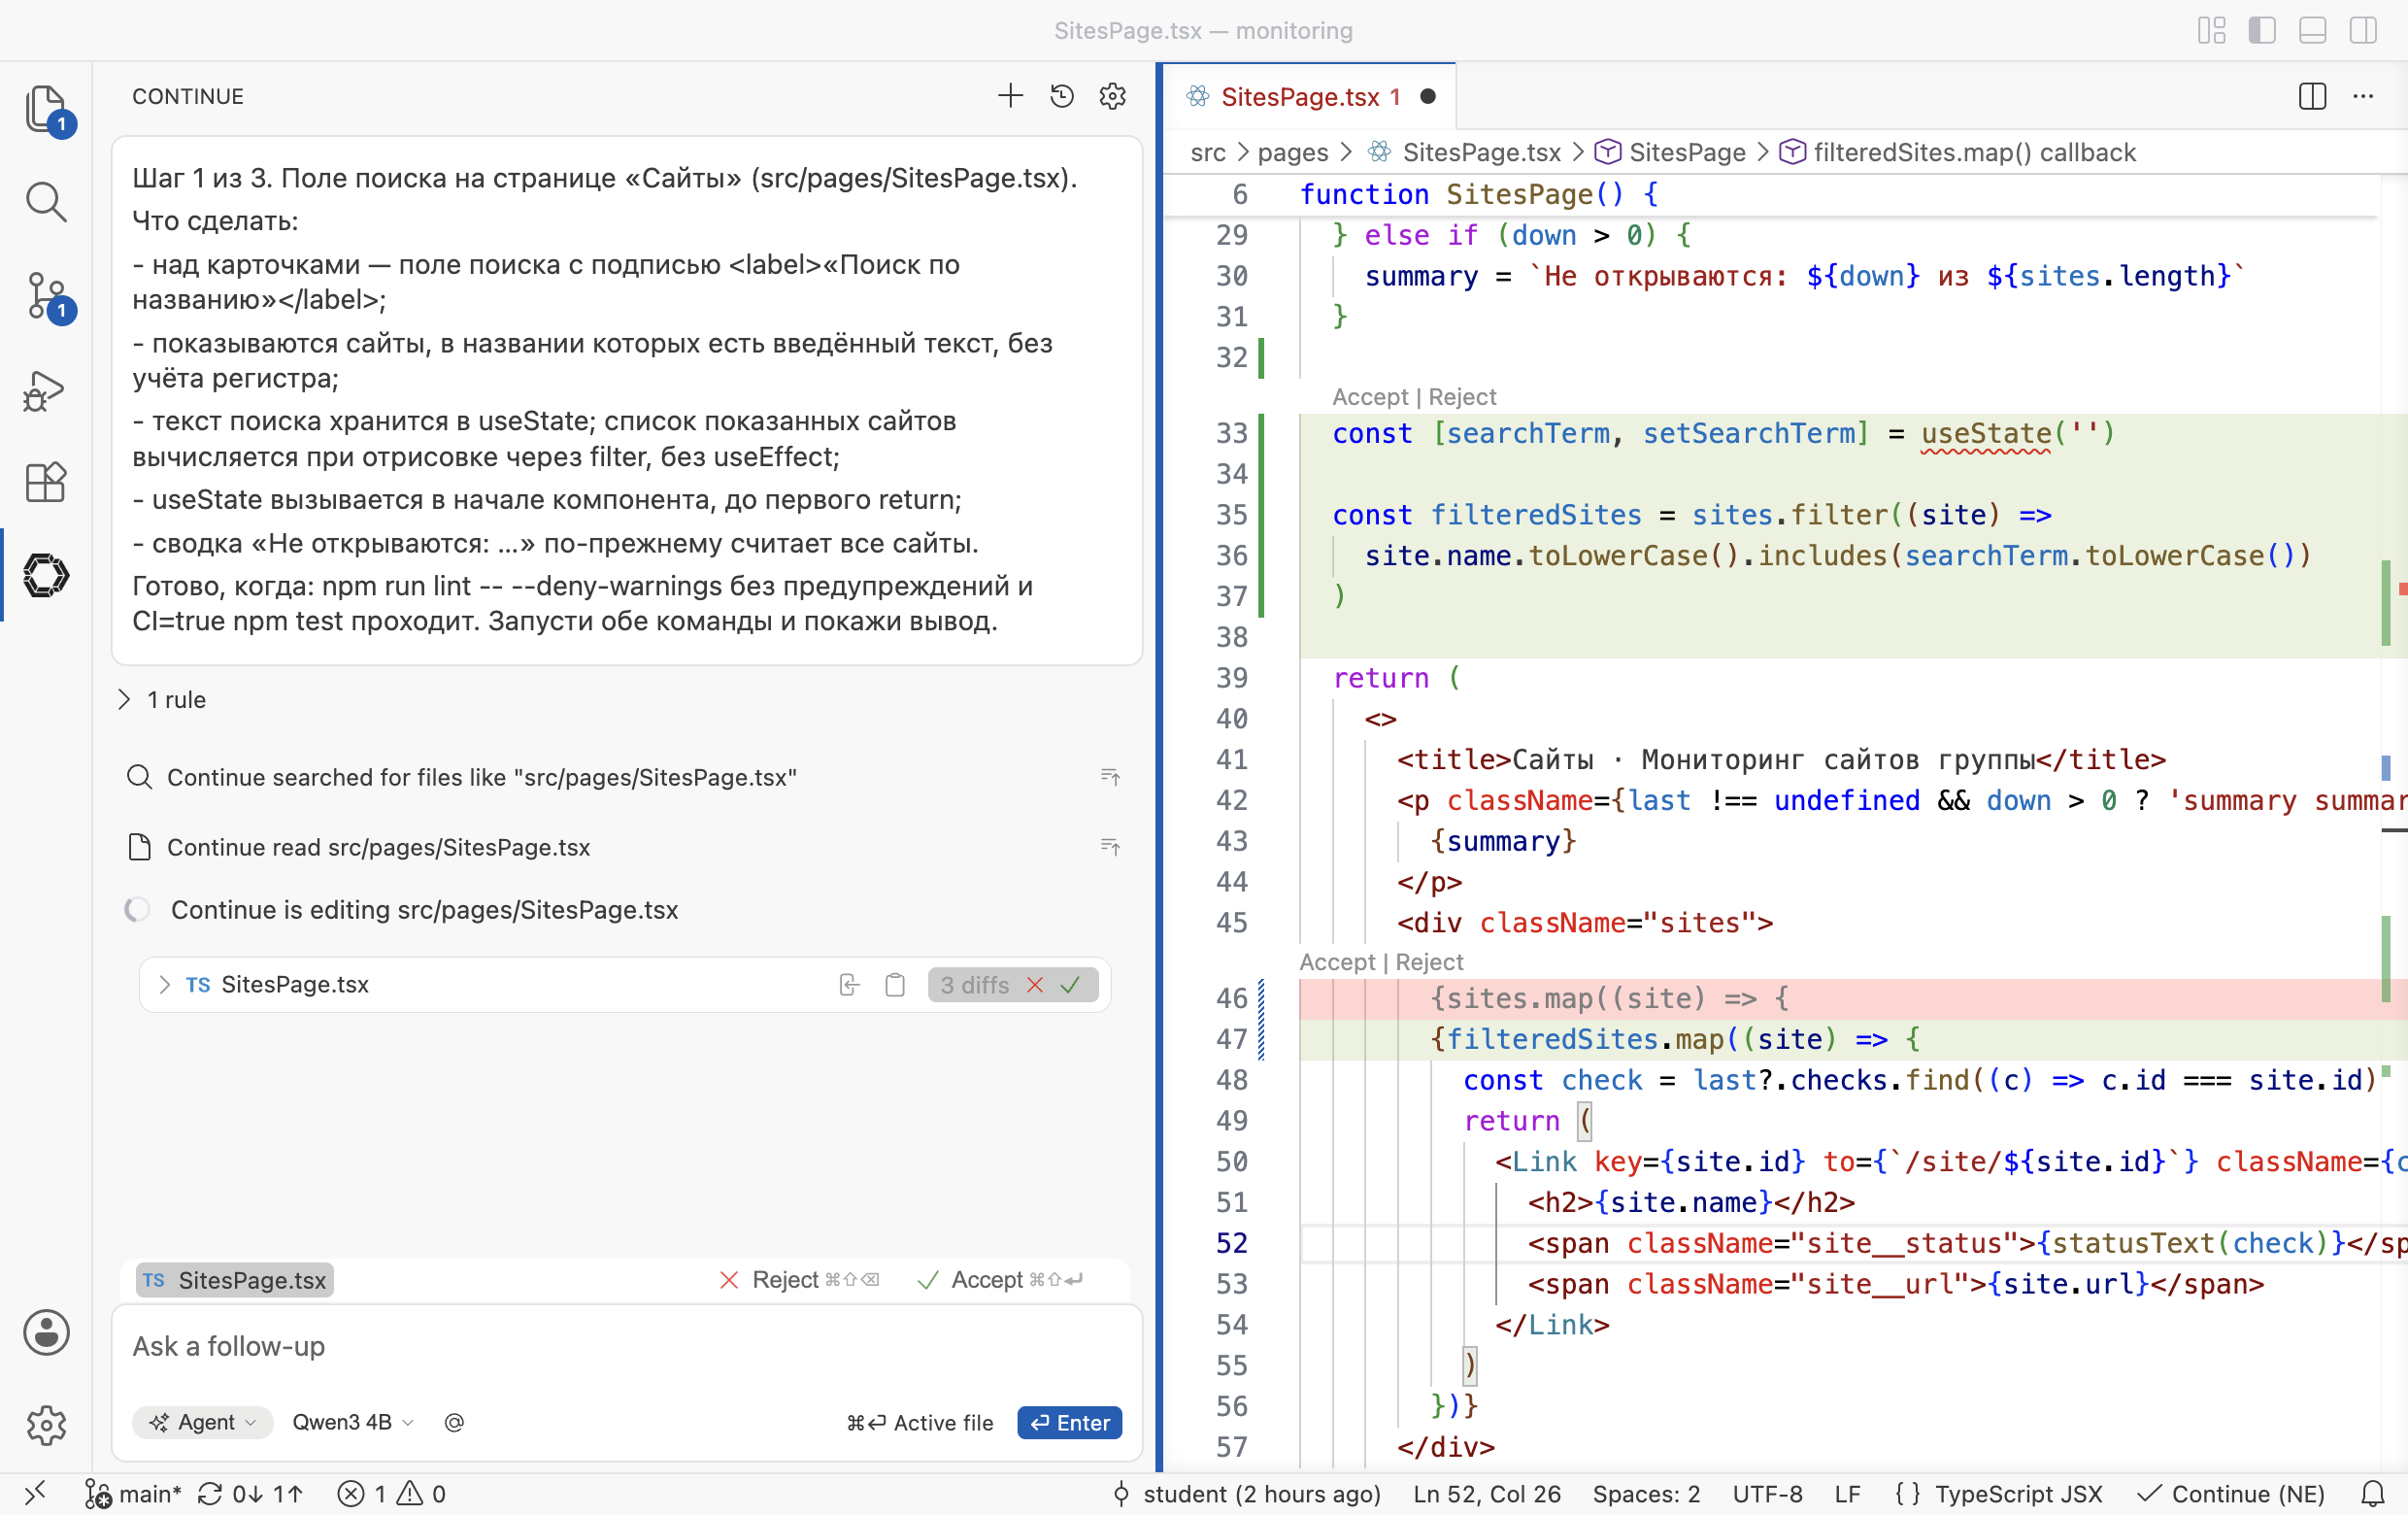 SitesPage.tsx — monitoring
CONTINUE
1
1
Шаг 1 из 3. Поле поиска на странице «Сайты» (src/pages/SitesPage.tsx).
Что сделать:
- над карточками — поле поиска с подписью <label>«Поиск по
названию»</label>;
- показываются сайты, в названии которых есть введённый текст, без
учёта регистра;
- текст поиска хранится в useState; список показанных сайтов
вычисляется при отрисовке через filter, без useEffect;
- useState вызывается в начале компонента, до первого return;
- сводка «Не открываются: ...» по-прежнему считает все сайты.
Готово, когда: npm run lint -- --deny-warnings без предупреждений и
CI=true npm test проходит. Запусти обе команды и покажи вывод.
1 rule
Continue searched for files like "src/pages/SitesPage.tsx"
Continue read src/pages/SitesPage.tsx
Continue is editing src/pages/SitesPage.tsx
TS SitesPage.tsx 3 diffs
TS SitesPage.tsx Reject ⌘⇧⌫ Accept ⌘⇧⏎
Ask a follow-up
Agent Qwen3 4B @ ⌘⏎ Active file ⏎ Enter
SitesPage.tsx 1
src > pages > SitesPage.tsx > SitesPage > filteredSites.map() callback
6 function SitesPage() {
29 } else if (down > 0) {
30 summary = `Не открываются: ${down} из ${sites.length}`
31 }
32
Accept | Reject
33 const [searchTerm, setSearchTerm] = useState('')
34
35 const filteredSites = sites.filter((site) =>
36 site.name.toLowerCase().includes(searchTerm.toLowerCase())
37 )
38
39 return (
40 <>
41 <title>Сайты · Мониторинг сайтов группы</title>
42 <p className={last !== undefined && down > 0 ? 'summary summar
43 {summary}
44 </p>
45 <div className="sites">
Accept | Reject
46 {sites.map((site) => {
47 {filteredSites.map((site) => {
48 const check = last?.checks.find((c) => c.id === site.id)
49 return (
50 <Link key={site.id} to={`/site/${site.id}`} className={c
51 <h2>{site.name}</h2>
52 <span className="site__status">{statusText(check)}</sp
53 <span className="site__url">{site.url}</span>
54 </Link>
55 )
56 })}
57 </div>
main* 0↓ 1↑ 1 0 student (2 hours ago) Ln 52, Col 26 Spaces: 2 UTF-8 LF { } TypeScript JSX Continue (NE)